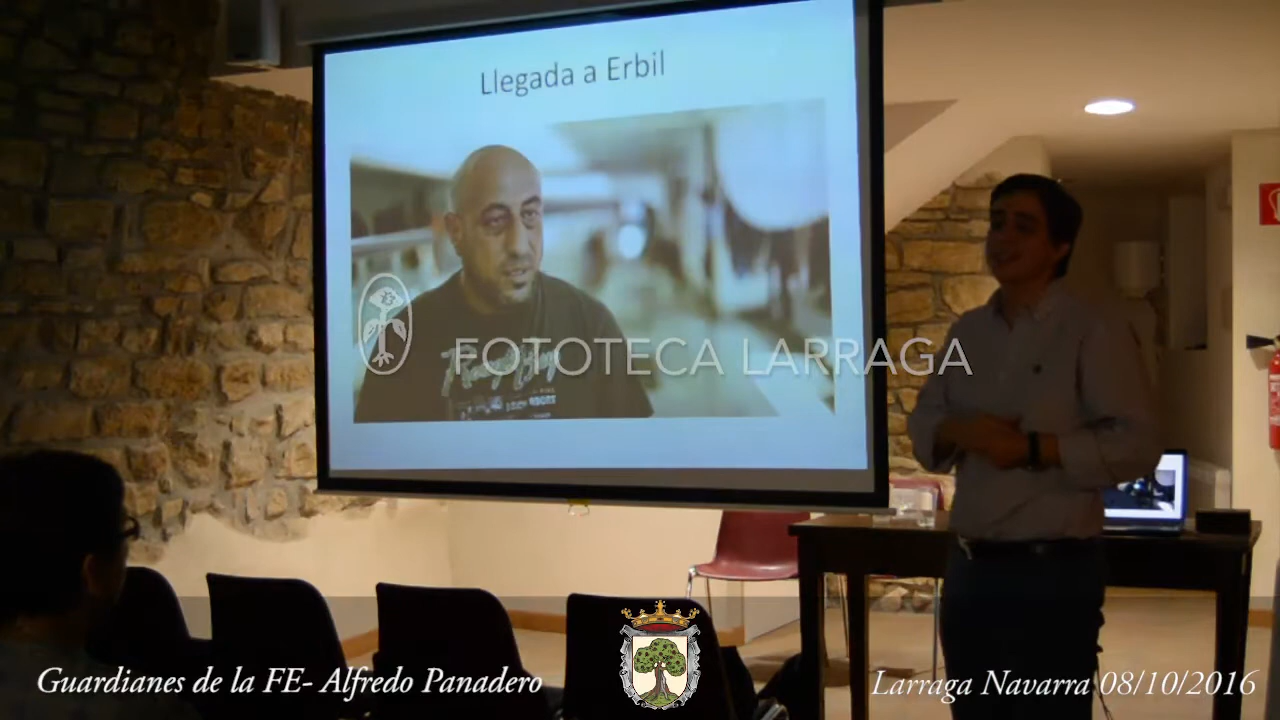 Llegada a Erbil
FOTOTECA LARRAGA
Guardianes de la FE- Alfredo Panadero
Larraga Navarra 08/10/2016